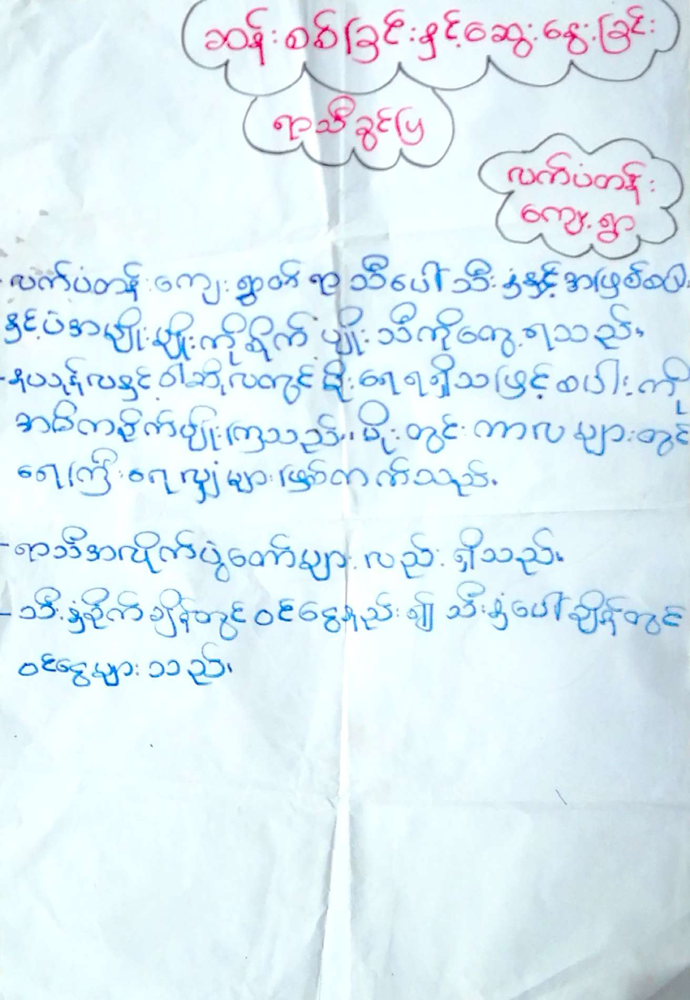 ဆန်းစစ်ခြင်းနှင့်ဆွေးနွေးခြင်း
ရာသီခွင်ပြ
လက်ပံတန်း
ကျေးရွာ
-လက်ပံတန်းကျေးရွာတစ် ရာသီပေါ်သီးနှံနှင့်အဖြစ်စပါး
နှင့်ပဲအမျိုးမျိုးကိုစိုက်ပျိုးသီကိုတွေ့ရသည်။
-နယုန်လနှင့်ဝါဆိုလတွင်မိုးရေရရှိသဖြင့်စပါးကို
အဓိကစိုက်ပျိုးကြသည်။မိုးတွင်းကာလများတွင်
ရေကြီးရေလျှံများဖြစ်တက်သည်။
-ရာသီအလိုက်ပွဲတော်များလည်းရှိသည်။
-သီးနှံစိုက်ချိန်တွင်ဝင်ငွေနည်း၍သီးနှံပေါ်ချိန်တွင်
ဝင်ငွေများသည်။